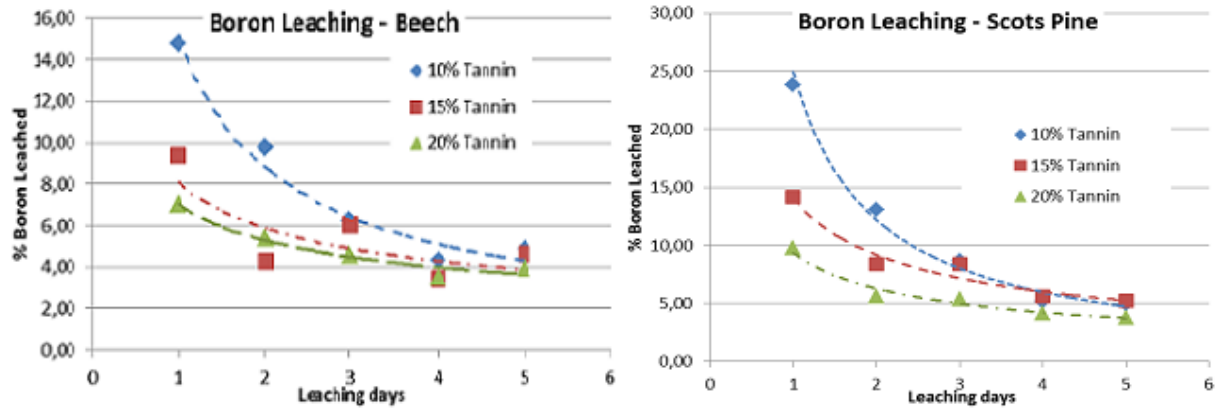 Boron Leaching - Beech
% Boron Leached
16,00
14,00
12,00
10,00
8,00
6,00
4,00
2,00
0,00
10% Tannin
15% Tannin
20% Tannin
0 1 2 3 4 5 6
Leaching days
Boron Leaching - Scots Pine
% Boron Leached
30,00
25,00
20,00
15,00
10,00
5,00
0,00
10% Tannin
15% Tannin
20% Tannin
0 1 2 3 4 5 6
Leaching days